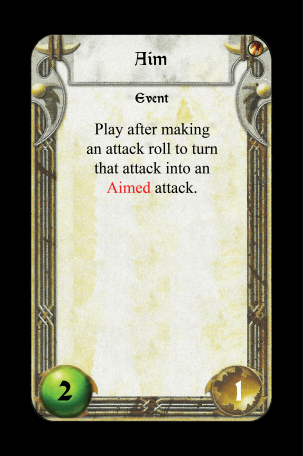 Aim
Event
Play after making
an attack roll to turn
that attack into an
Aimed attack.
2
1